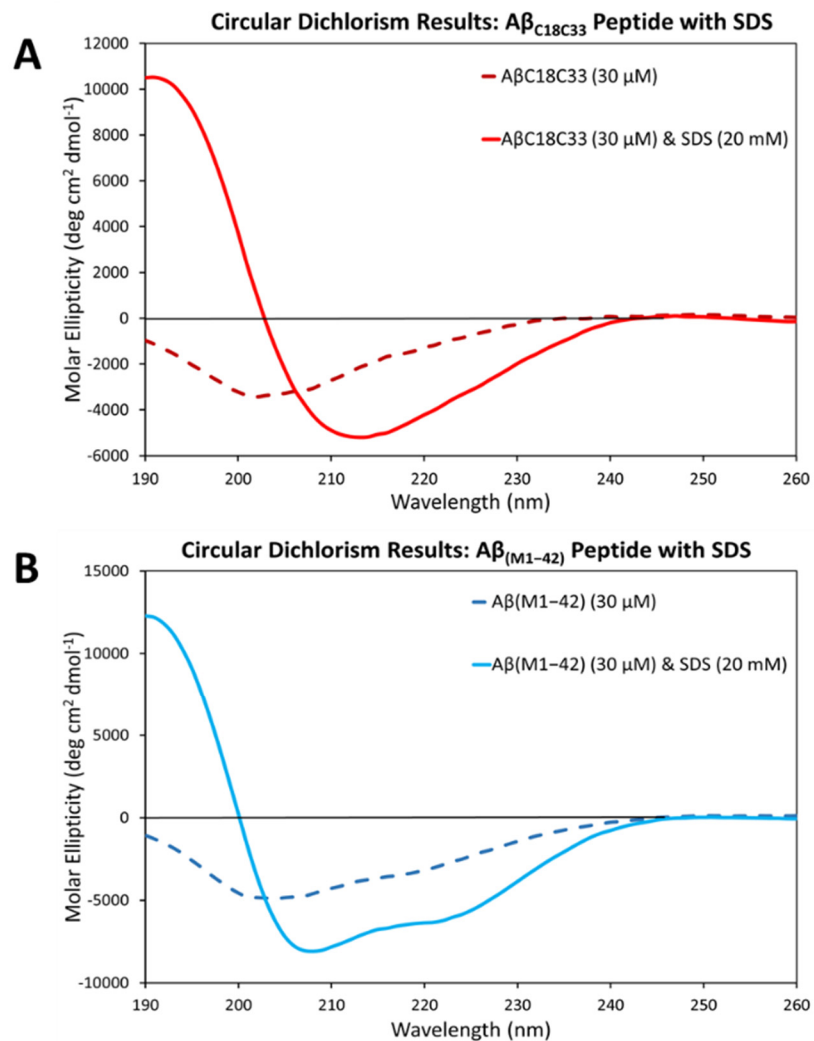 Circular Dichlorism Results: AβC18C33 Peptide with SDS
A
12000
10000
8000
6000
4000
2000
0
-2000
-4000
-6000
Molar Ellipticity (deg cm2 dmol-1)
AβC18C33 (30 μM)
AβC18C33 (30 μM) & SDS (20 mM)
190 200 210 220 230 240 250 260
Wavelength (nm)
Circular Dichlorism Results: Aβ(M1−42) Peptide with SDS
B
15000
10000
5000
0
-5000
-10000
Molar Ellipticity (deg cm2 dmol-1)
Aβ(M1−42) (30 μM)
Aβ(M1−42) (30 μM) & SDS (20 mM)
190 200 210 220 230 240 250 260
Wavelength (nm)